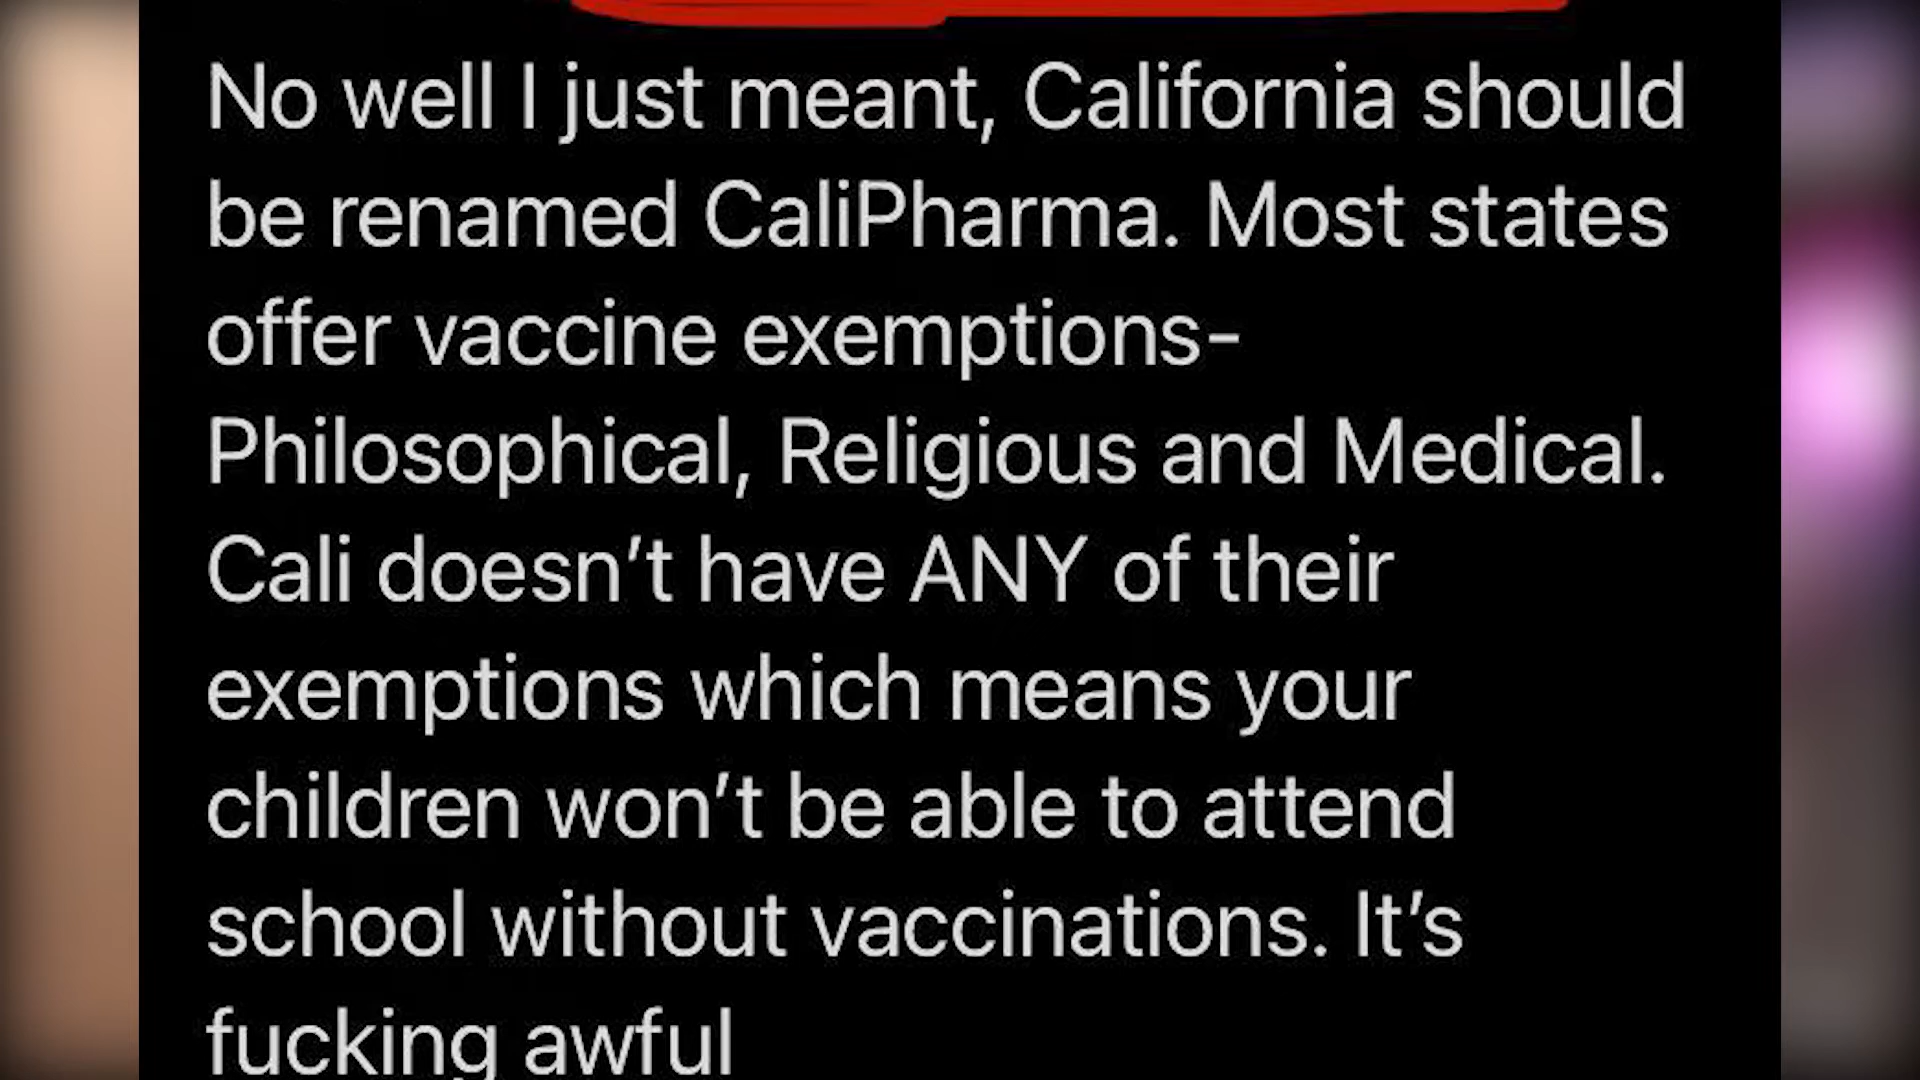 No well I just meant, California should
be renamed CaliPharma. Most states
offer vaccine exemptions-
Philosophical, Religious and Medical.
Cali doesn’t have ANY of their
exemptions which means your
children won’t be able to attend
school without vaccinations. It’s
fucking awful